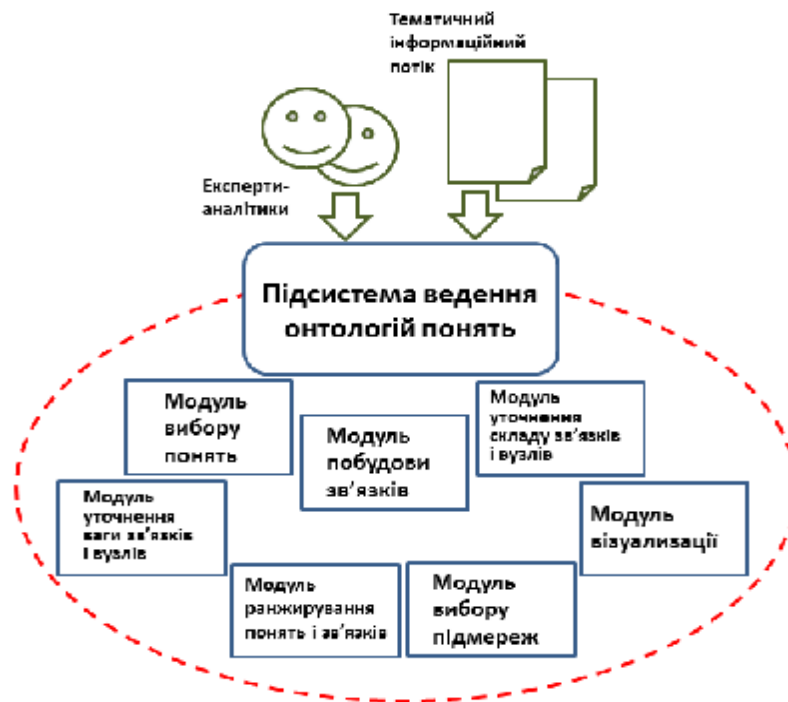 Тематичний
інформаційний
потік
Експерти-
аналітики
Підсистема ведення
онтологій понять
Модуль
вибору
понять
Модуль
побудови
зв’язків
Модуль
уточнення
складу зв’язків
і вузлів
Модуль
уточнення
ваги зв’язків
і вузлів
Модуль
візуализації
Модуль
ранжирування
понять і зв’язків
Модуль
вибору
підмереж